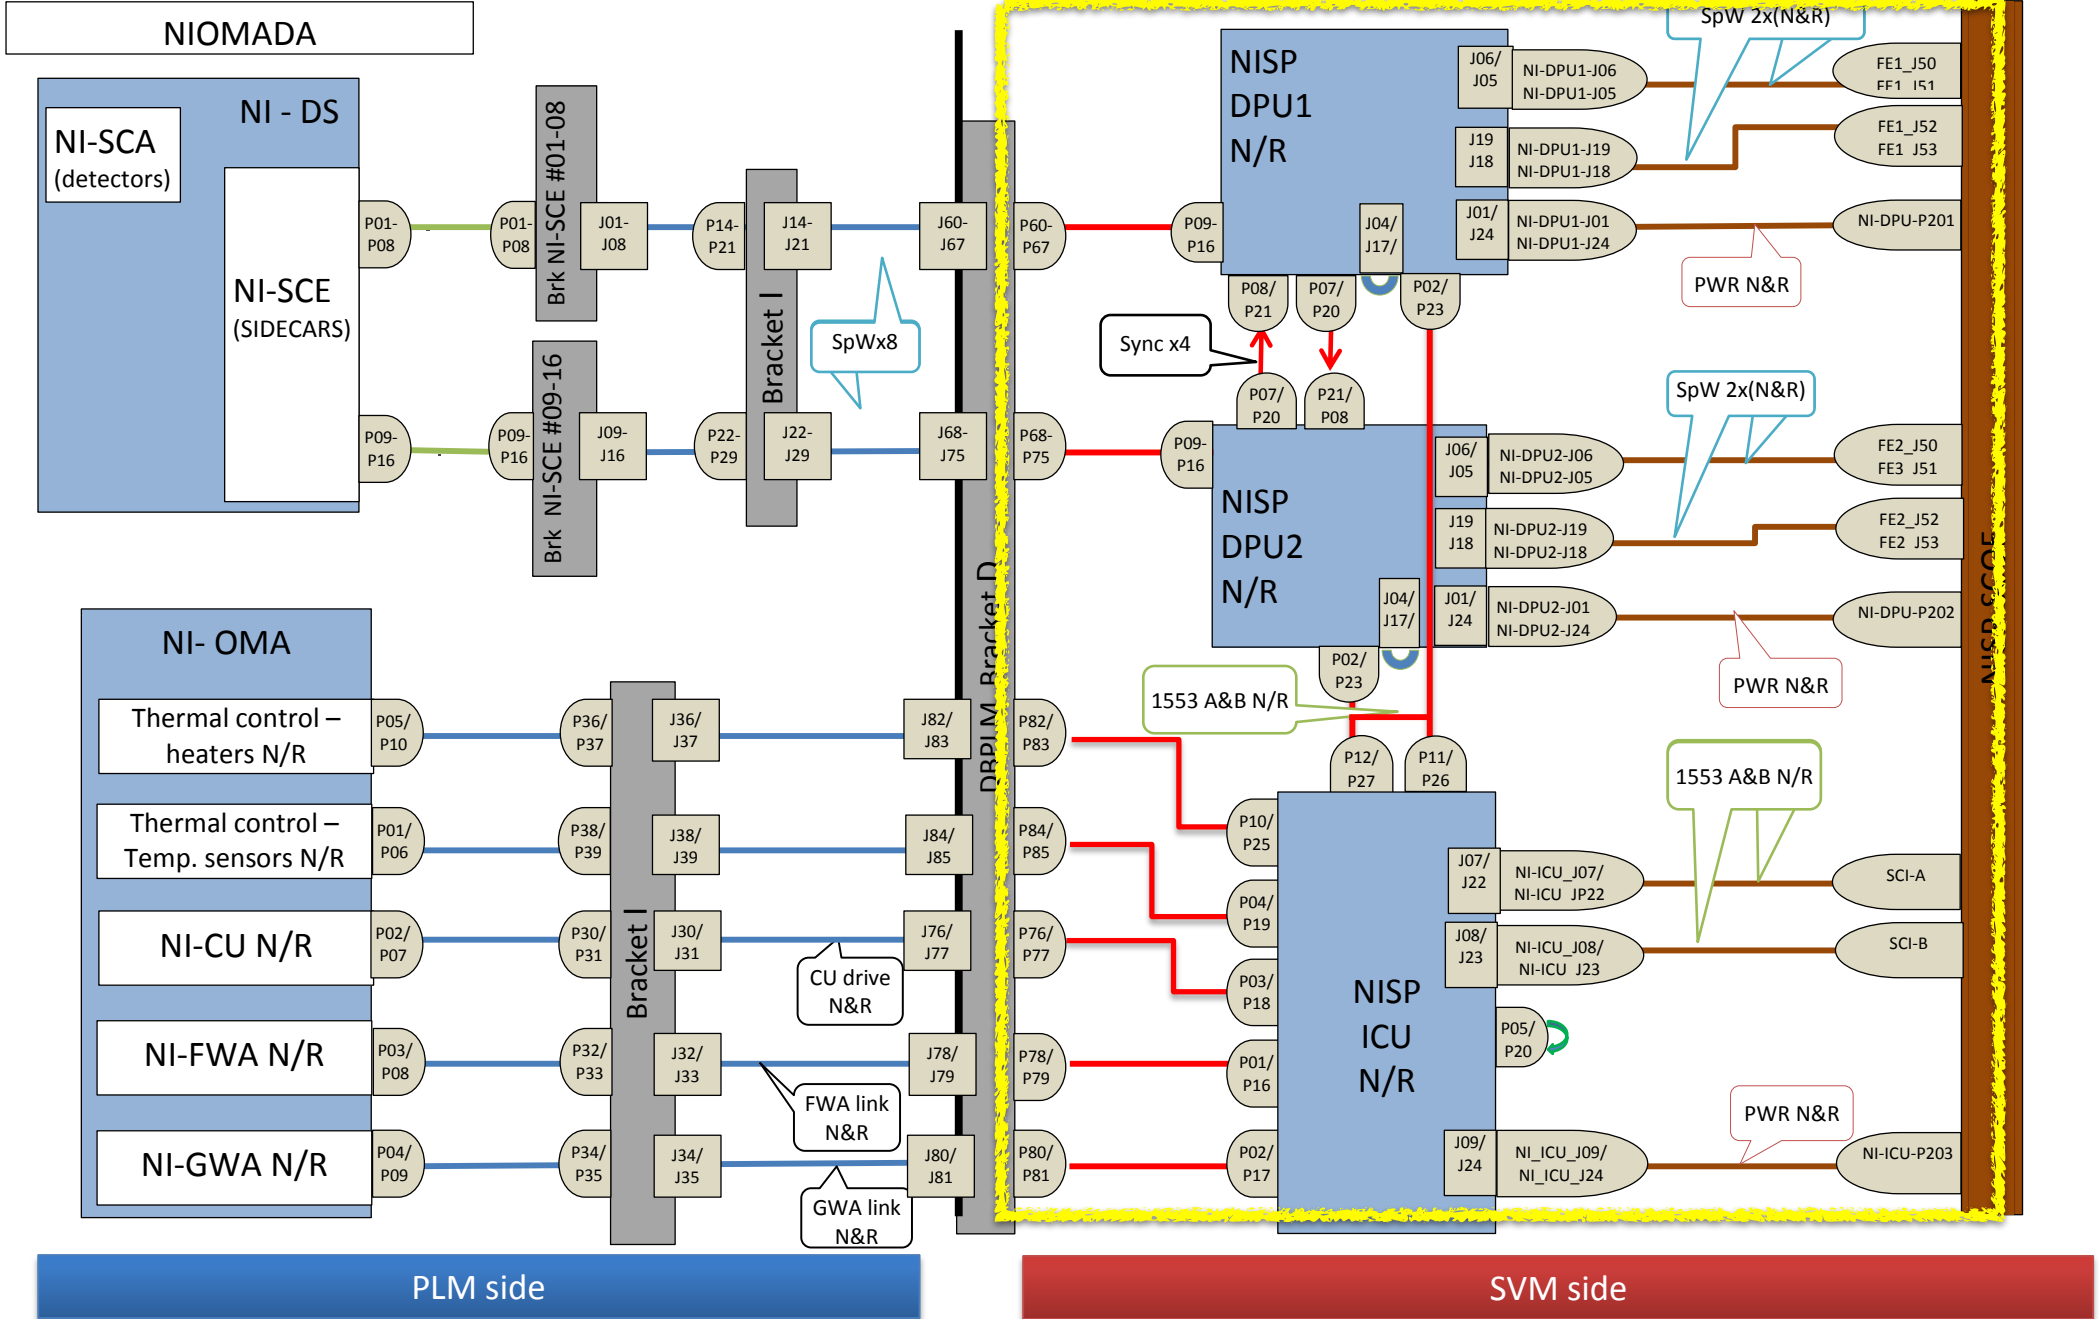 NIOMADA
NI - DS
NI-SCA
(detectors)
NI-SCE
(SIDECARS)
P01-
P08
P01-
P08
Brk NI-SCE #01-08
J01-
J08
P14-
P21
J14-
J21
J60-
J67
P60-
P67
P09-
P16
P09-
P16
P09-
P16
Brk NI-SCE #09-16
J09-
J16
P22-
P29
J22-
J29
Bracket I
SpWx8
J68-
J75
P68-
P75
P09-
P16
DBPLM Bracket D
NISP
DPU1
N/R
J06/
J05
NI-DPU1-J06
NI-DPU1-J05
SpW 2x(N&R)
FE1_J50
FE1_J51
J19
J18
NI-DPU1-J19
NI-DPU1-J18
FE1_J52
FE1_J53
J04/
J17/
J01/
J24
NI-DPU1-J01
NI-DPU1-J24
NI-DPU-P201
PWR N&R
P08/
P21
P07/
P20
P02/
P23
Sync x4
P07/
P20
P21/
P08
NISP
DPU2
N/R
J06/
J05
NI-DPU2-J06
NI-DPU2-J05
SpW 2x(N&R)
FE2_J50
FE3_J51
J19
J18
NI-DPU2-J19
NI-DPU2-J18
FE2_J52
FE2_J53
J04/
J17/
J01/
J24
NI-DPU2-J01
NI-DPU2-J24
NI-DPU-P202
PWR N&R
NISP SCOE
P02/
P23
1553 A&B N/R
P12/
P27
P11/
P26
NI- OMA
Thermal control –
heaters N/R
P05/
P10
P36/
P37
J36/
J37
J82/
J83
P82/
P83
P10/
P25
Thermal control –
Temp. sensors N/R
P01/
P06
P38/
P39
J38/
J39
J84/
J85
P84/
P85
P04/
P19
NI-CU N/R
P02/
P07
P30/
P31
Bracket I
J30/
J31
CU drive
N&R
J76/
J77
P76/
P77
P03/
P18
NI-FWA N/R
P03/
P08
P32/
P33
J32/
J33
FWA link
N&R
J78/
J79
P78/
P79
P01/
P16
NI-GWA N/R
P04/
P09
P34/
P35
J34/
J35
GWA link
N&R
J80/
J81
P80/
P81
P02/
P17
NISP
ICU
N/R
J07/
J22
NI-ICU_J07/
NI-ICU_JP22
1553 A&B N/R
SCI-A
J08/
J23
NI-ICU_J08/
NI-ICU_J23
SCI-B
P05/
P20
J09/
J24
NI_ICU_J09/
NI_ICU_J24
PWR N&R
NI-ICU-P203
PLM side
SVM side